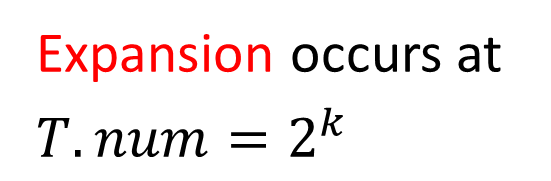 Expansion occurs at
T.num = 2^k